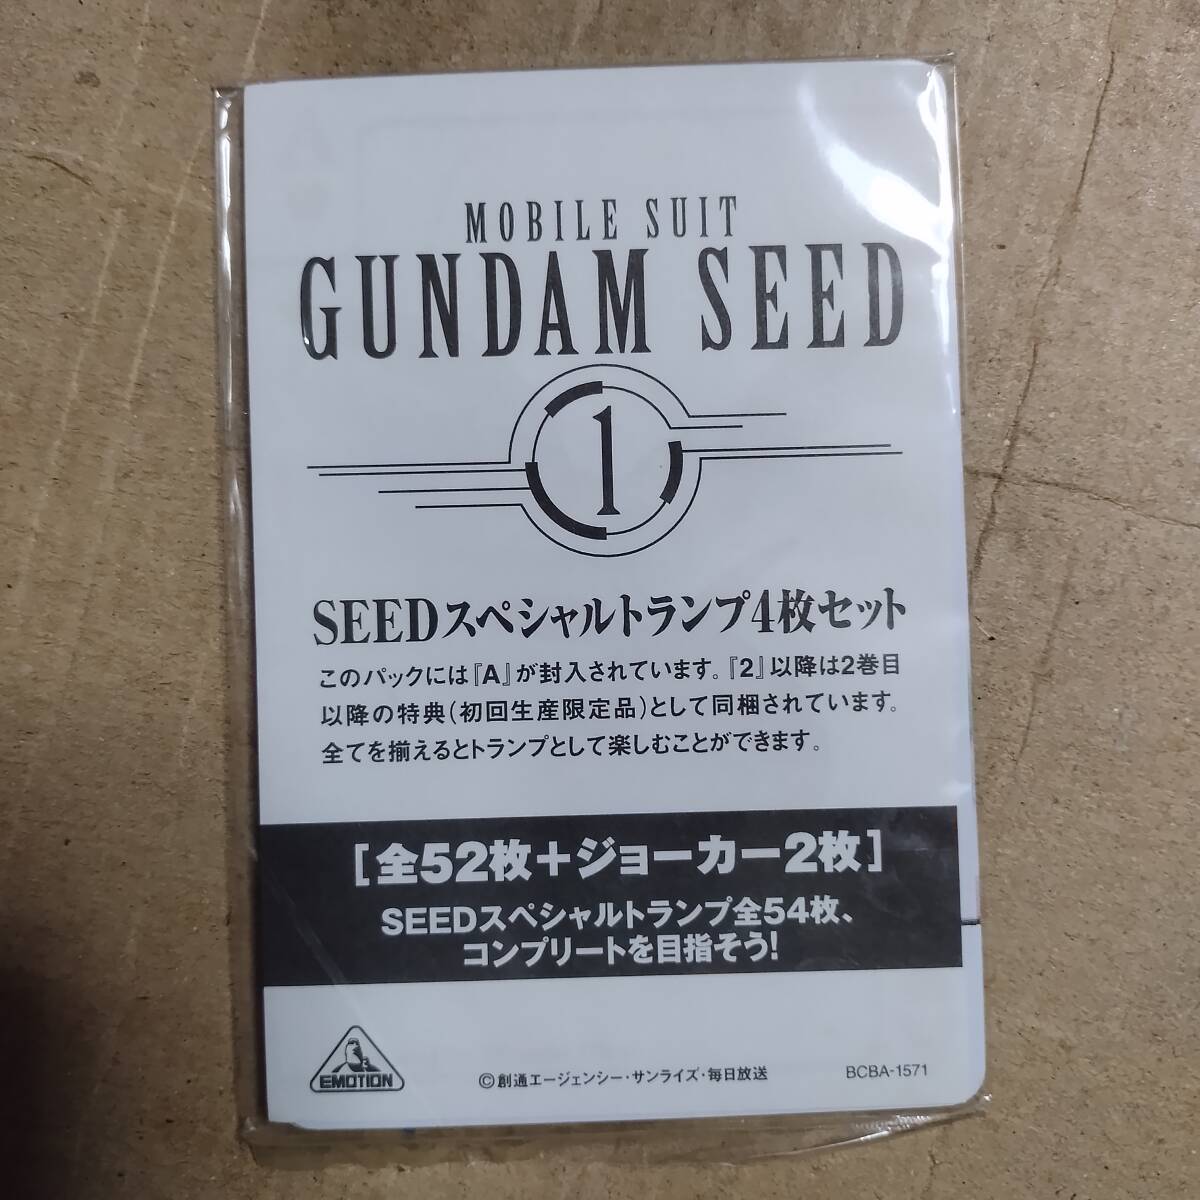 MOBILE SUIT
GUNDAM SEED
1
SEEDスペシャルトランプ4枚セット
このパックには『A』が封入されています。『2』以降は2巻目
以降の特典(初回生産限定品)として同梱されています。
全てを揃えるとトランプとして楽しむことができます。
[全52枚+ジョーカー2枚]
SEEDスペシャルトランプ全54枚、
コンプリートを目指そう!
EMOTION
©創通エージェンシー・サンライズ・毎日放送
BCBA-1571